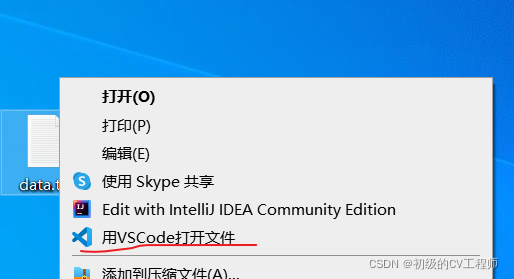 打开(O)
打印(P)
编辑(E)
data.t
使用 Skype 共享
Edit with IntelliJ IDEA Community Edition
用VSCode打开文件
添加到压缩文件(A)...
CSDN @初级的CV工程师